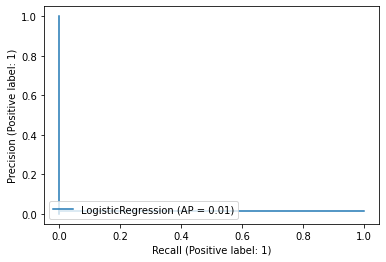 1.0
0.8
0.6
0.4
0.2
0.0
Precision (Positive label: 1)
LogisticRegression (AP = 0.01)
0.0 0.2 0.4 0.6 0.8 1.0
Recall (Positive label: 1)